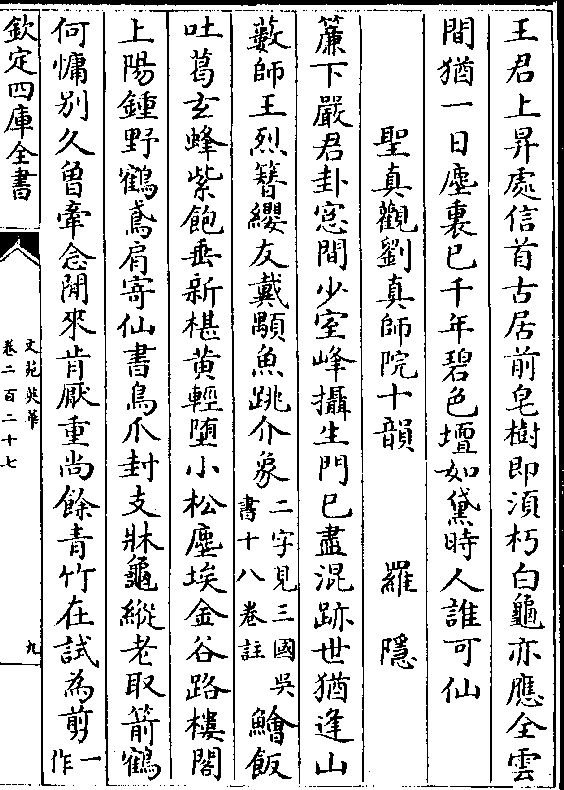 王君上昇處信首古居前皂樹即須朽白龜亦應全雲
間猶一日塵裏已千年碧色壇如黛時人誰可仙
聖真觀劉真師院十韻　羅隱
簾下嚴君卦窓間少室峰攝生門已盡混跡世猶逢山
藪師王烈簪纓友戴顒魚跳介象二字見三國吳書十八卷註鱠飯
吐葛玄蜂紫飽垂新椹黄輕墮小松塵埃金谷路樓閣
上陽鍾野鶴鳶肩寄仙書鳥爪封支牀龜縱老取箭鶴
何慵别久曽牽念閒來肯厭重尚餘青竹在試為剪一作
欽定四庫全書
文苑英華
卷二百二十七
九